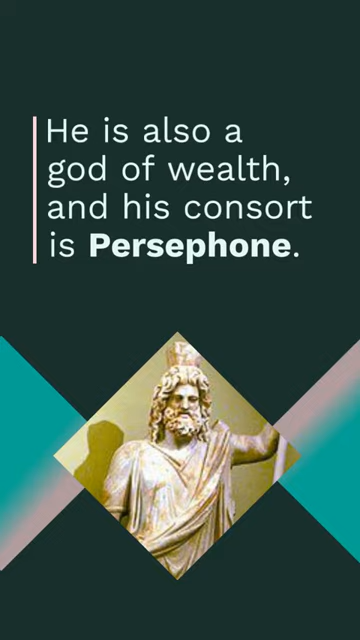 He is also a
god of wealth,
and his consort
is Persephone.